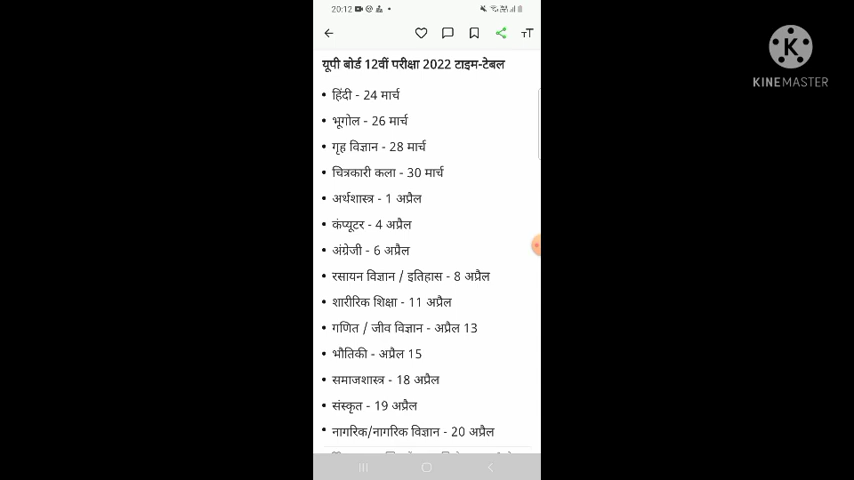 20:12
यूपी बोर्ड 12वीं परीक्षा 2022 टाइम-टेबल
• हिंदी - 24 मार्च
• भूगोल - 26 मार्च
• गृह विज्ञान - 28 मार्च
• चित्रकारी कला - 30 मार्च
• अर्थशास्त्र - 1 अप्रैल
• कंप्यूटर - 4 अप्रैल
• अंग्रेजी - 6 अप्रैल
• रसायन विज्ञान / इतिहास - 8 अप्रैल
• शारीरिक शिक्षा - 11 अप्रैल
• गणित / जीव विज्ञान - अप्रैल 13
• भौतिकी - अप्रैल 15
• समाजशास्त्र - 18 अप्रैल
• संस्कृत - 19 अप्रैल
• नागरिक/नागरिक विज्ञान - 20 अप्रैल
K
KINEMASTER